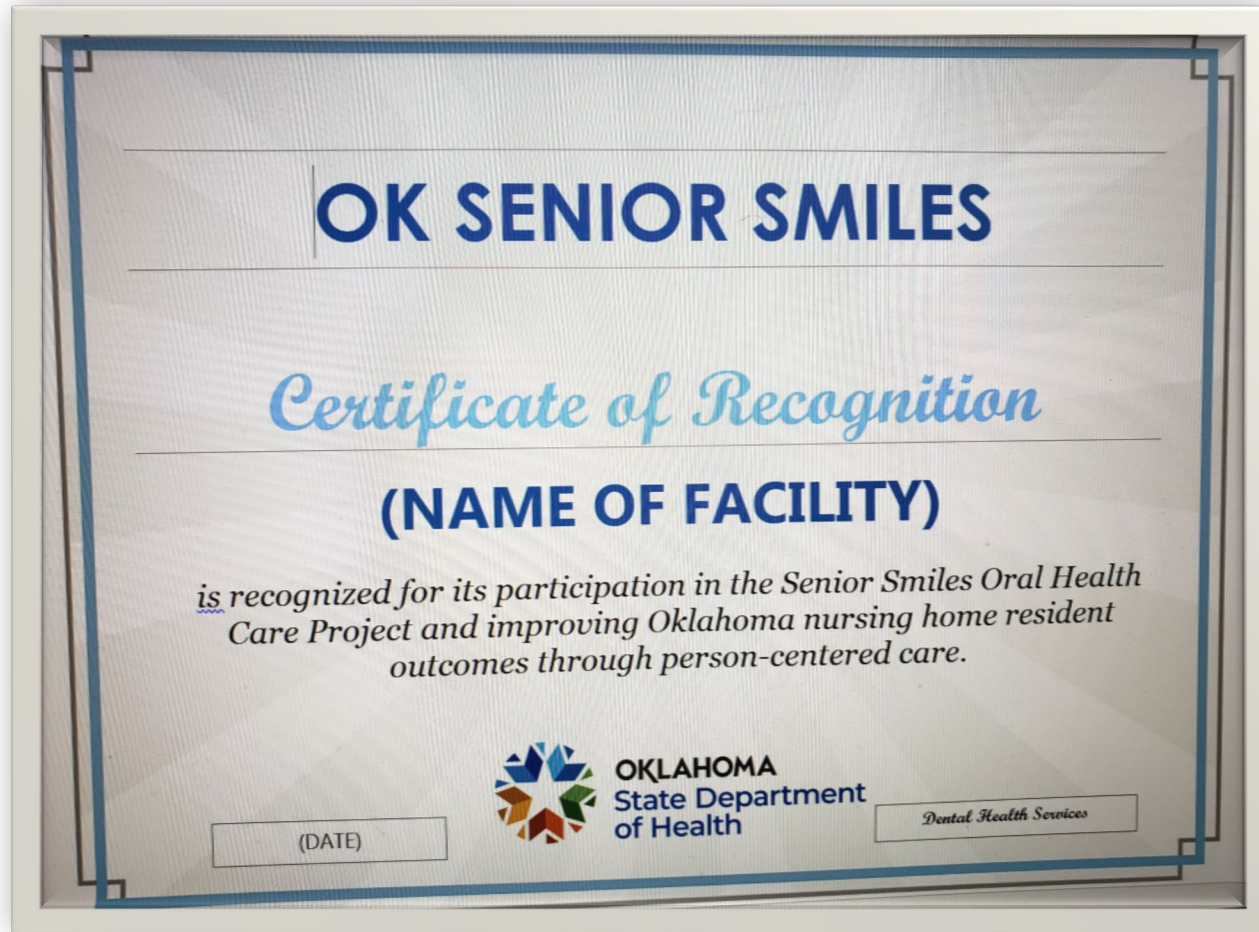 OK SENIOR SMILES
Certificate of Recognition
(NAME OF FACILITY)
is recognized for its participation in the Senior Smiles Oral Health
Care Project and improving Oklahoma nursing home resident
outcomes through person-centered care.
OKLAHOMA
State Department
of Health
(DATE)
Dental Health Services